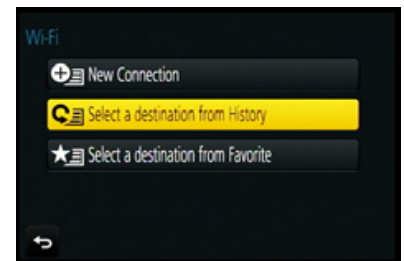 Wi-Fi
New Connection
Select a destination from History
Select a destination from Favorite